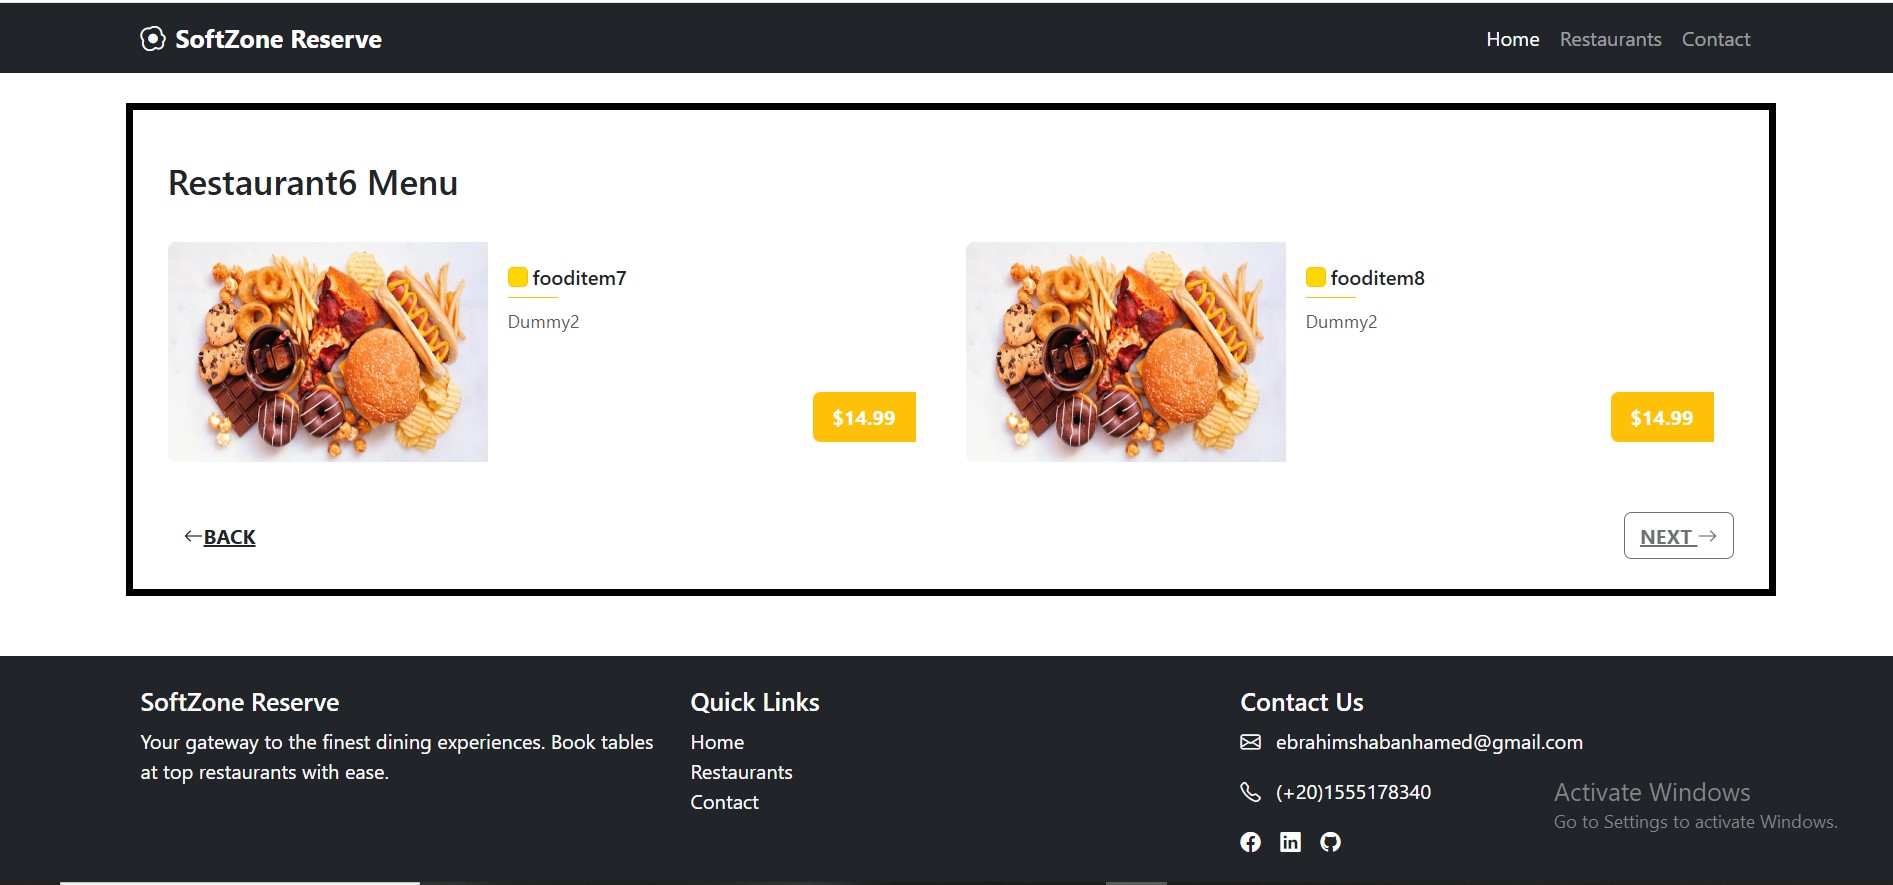 SoftZone Reserve
Home Restaurants Contact
Restaurant6 Menu
fooditem7
Dummy2
$14.99
fooditem8
Dummy2
$14.99
BACK
NEXT
SoftZone Reserve
Your gateway to the finest dining experiences. Book tables
at top restaurants with ease.
Quick Links
Home
Restaurants
Contact
Contact Us
ebrahimshabanhamed@gmail.com
(+20)1555178340
Activate Windows
Go to Settings to activate Windows.